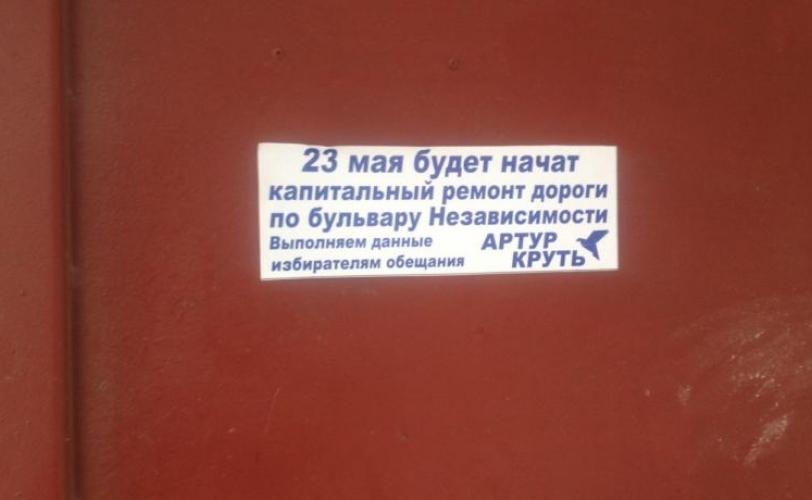 23 мая будет начат
капитальный ремонт дороги
по бульвару Независимости
Выполняем данные
избирателям обещания
АРТУР
КРУТЬ